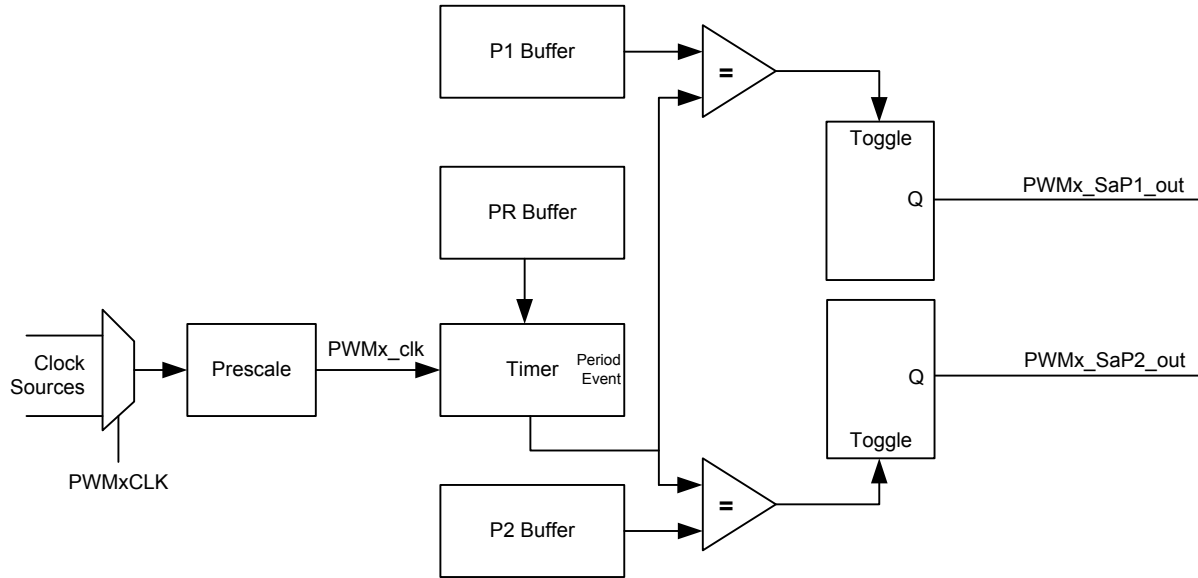 P1 Buffer
=
Toggle
Q
PWMx_SaP1_out
PR Buffer
Clock
Sources
PWMxCLK
Prescale
PWMx_clk
Timer
Period
Event
Q
Toggle
PWMx_SaP2_out
P2 Buffer
=